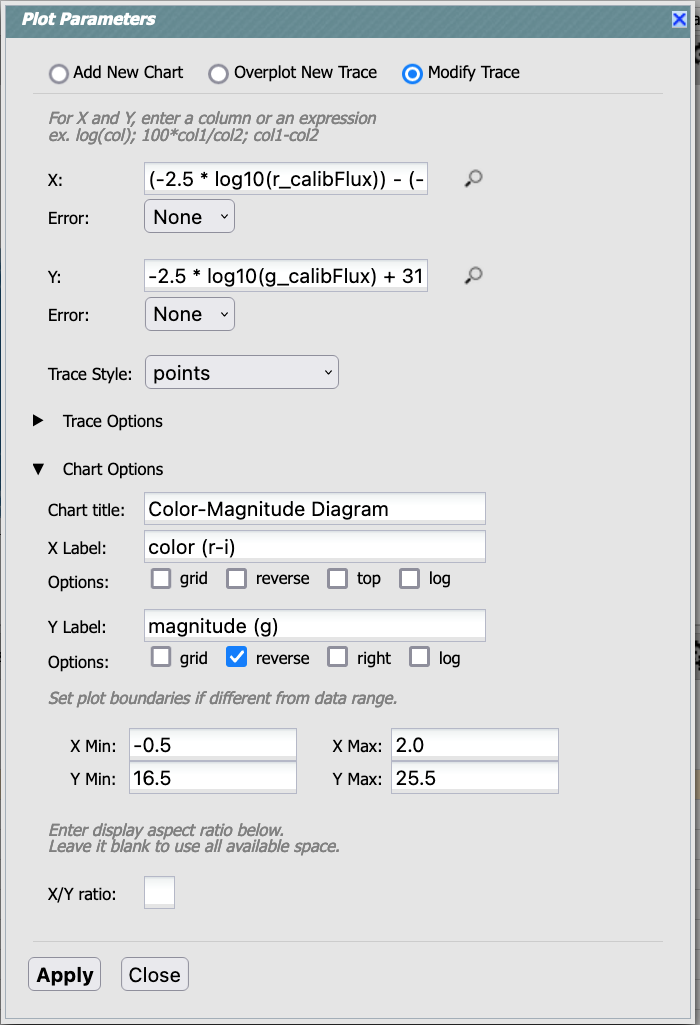 Plot Parameters
Add New Chart Overplot New Trace Modify Trace
For X and Y, enter a column or an expression
ex. log(col); 100*col1/col2; col1-col2
X: (-2.5 * log10(r_calibFlux)) - (-
Error: None
Y: -2.5 * log10(g_calibFlux) + 31
Error: None
Trace Style: points
Trace Options
Chart Options
Chart title: Color-Magnitude Diagram
X Label: color (r-i)
Options: grid reverse top log
Y Label: magnitude (g)
Options: grid reverse right log
Set plot boundaries if different from data range.
X Min: -0.5 X Max: 2.0
Y Min: 16.5 Y Max: 25.5
Enter display aspect ratio below.
Leave it blank to use all available space.
X/Y ratio:
Apply Close